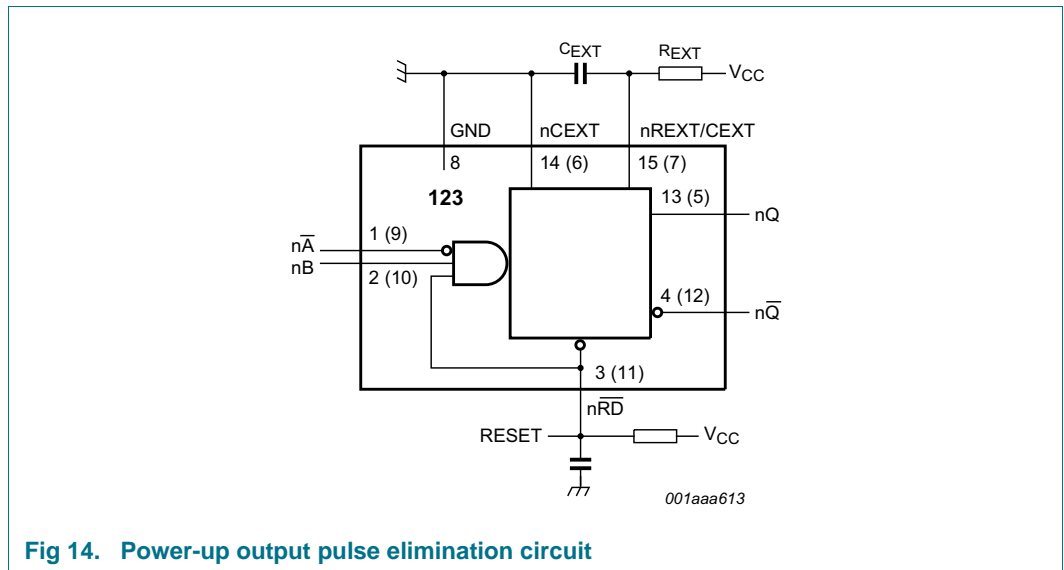 CEXT
REXT
VCC
GND
nCEXT
nREXT/CEXT
8
14 (6)
15 (7)
123
13 (5)
nQ
1 (9)
nA̅
nB
2 (10)
4 (12)
nQ̅
3 (11)
nR̅D̅
RESET
VCC
001aaa613
Fig 14. Power-up output pulse elimination circuit